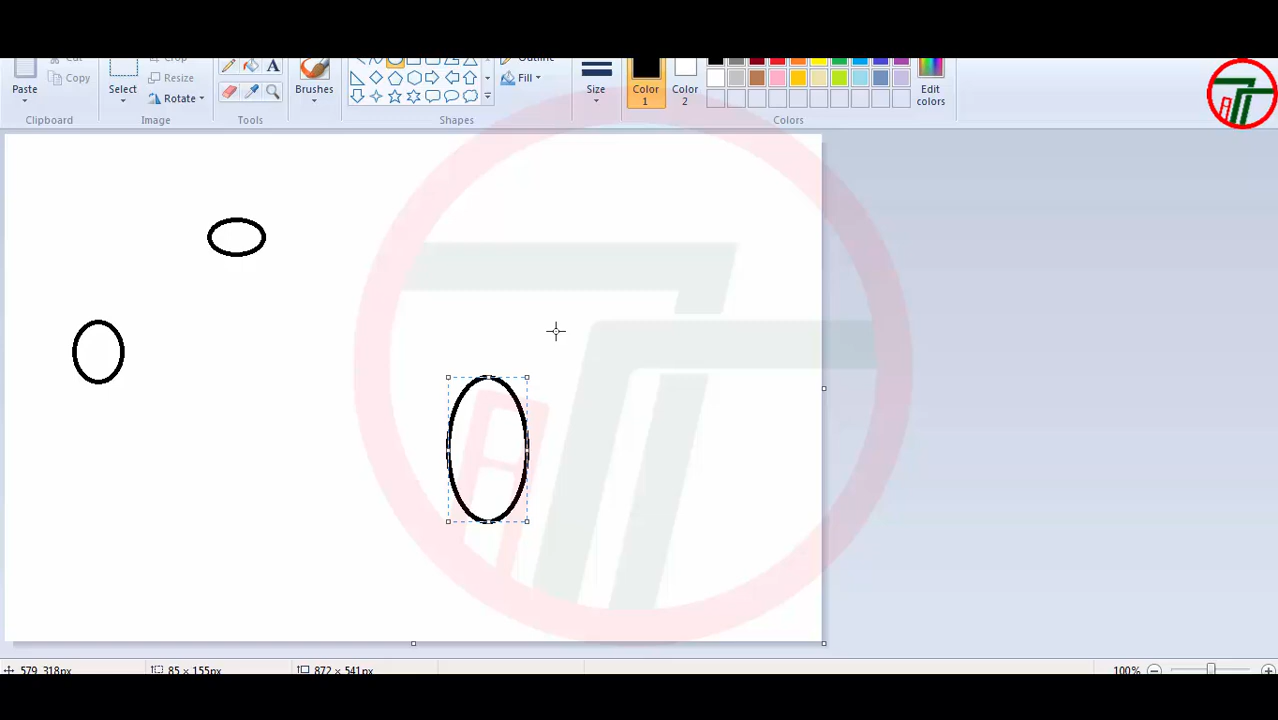 Cut
Crop
Outline
Copy
Resize
Fill
Paste
Select
Rotate
A
Brushes
Size
Color 1
Color 2
Edit colors
Clipboard
Image
Tools
Shapes
Colors
579, 318px
85 × 155px
872 × 541px
100%